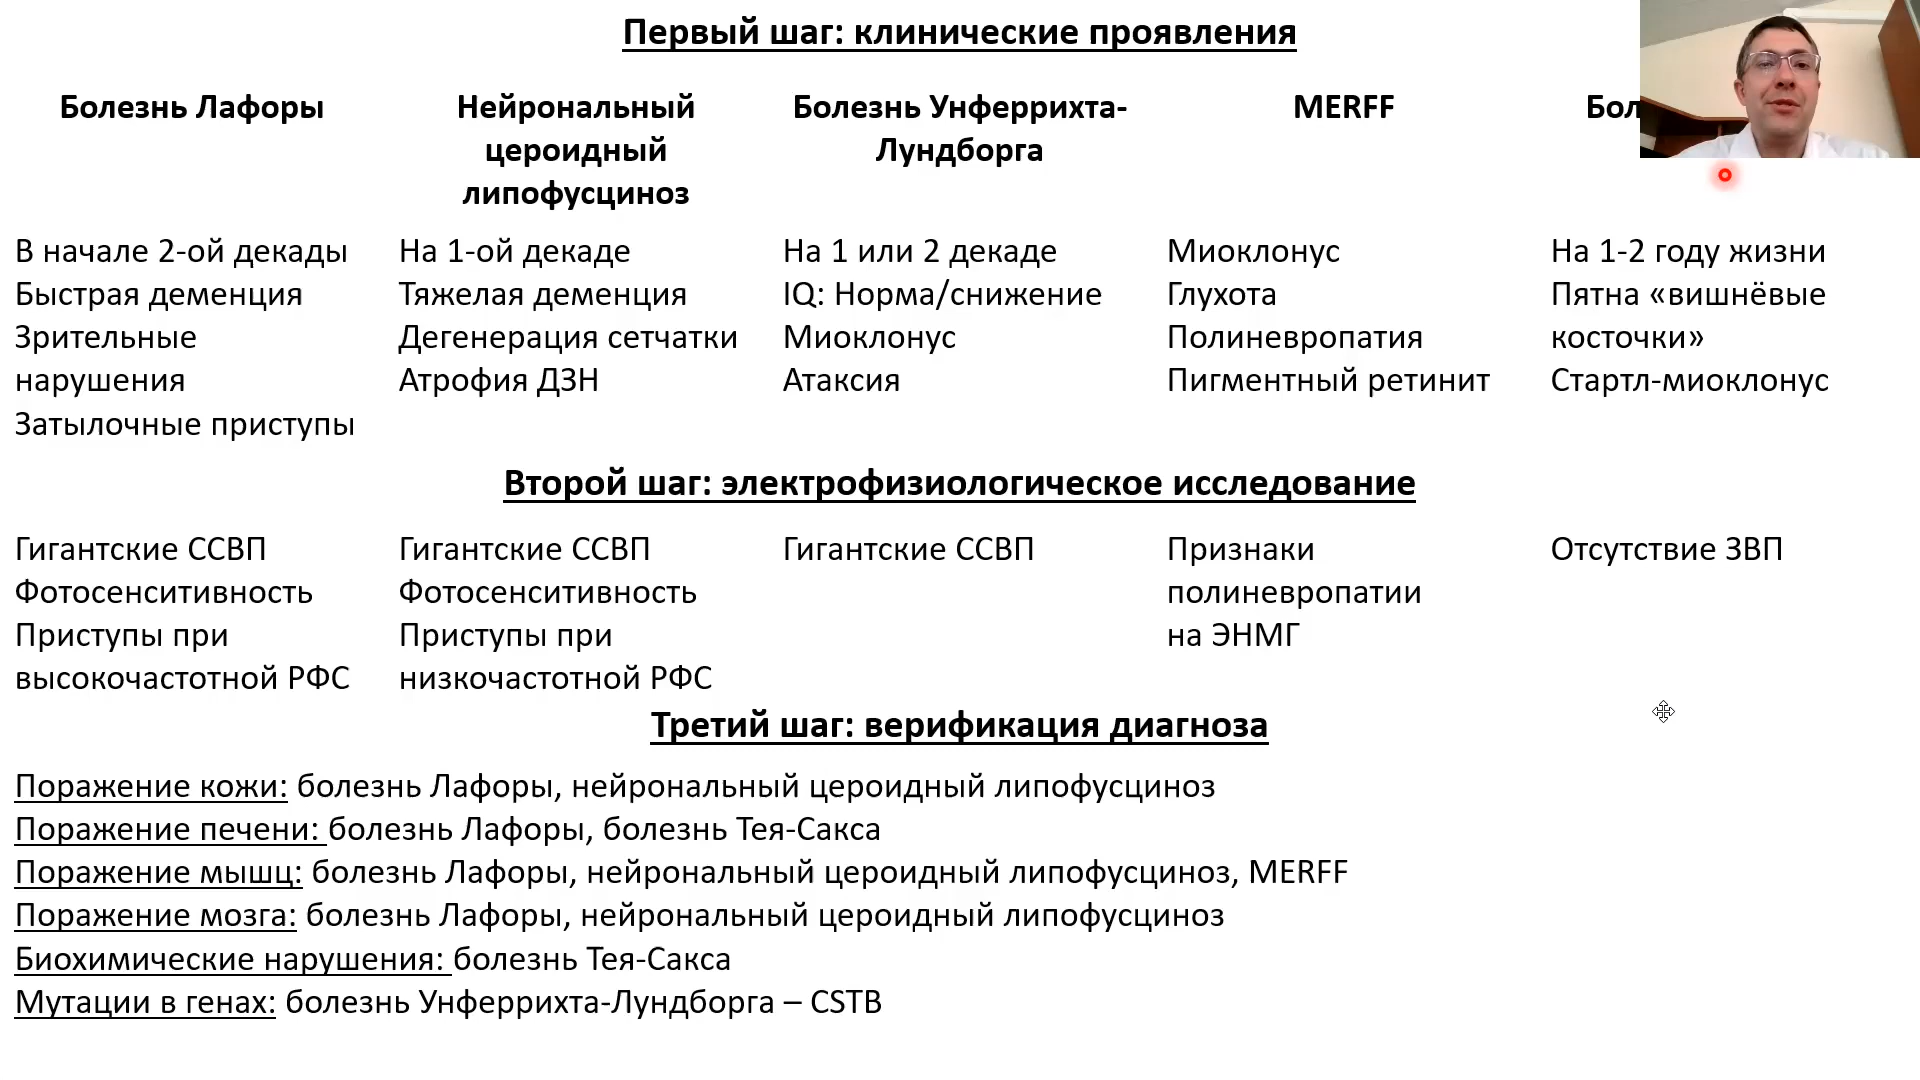 Первый шаг: клинические проявления
Болезнь Лафоры
Нейрональный
цероидный
липофусциноз
Болезнь Унферрихта-
Лундборга
MERFF
В начале 2-ой декады
Быстрая деменция
Зрительные
нарушения
Затылочные приступы
На 1-ой декаде
Тяжелая деменция
Дегенерация сетчатки
Атрофия ДЗН
На 1 или 2 декаде
IQ: Норма/снижение
Миоклонус
Атаксия
Миоклонус
Глухота
Полиневропатия
Пигментный ретинит
На 1-2 году жизни
Пятна «вишнёвые
косточки»
Стартл-миоклонус
Второй шаг: электрофизиологическое исследование
Гигантские ССВП
Фотосенситивность
Приступы при
высокочастотной РФС
Гигантские ССВП
Фотосенситивность
Приступы при
низкочастотной РФС
Гигантские ССВП
Признаки
полиневропатии
на ЭНМГ
Отсутствие ЗВП
Третий шаг: верификация диагноза
Поражение кожи: болезнь Лафоры, нейрональный цероидный липофусциноз
Поражение печени: болезнь Лафоры, болезнь Тея-Сакса
Поражение мышц: болезнь Лафоры, нейрональный цероидный липофусциноз, MERFF
Поражение мозга: болезнь Лафоры, нейрональный цероидный липофусциноз
Биохимические нарушения: болезнь Тея-Сакса
Мутации в генах: болезнь Унферрихта-Лундборга – CSTB